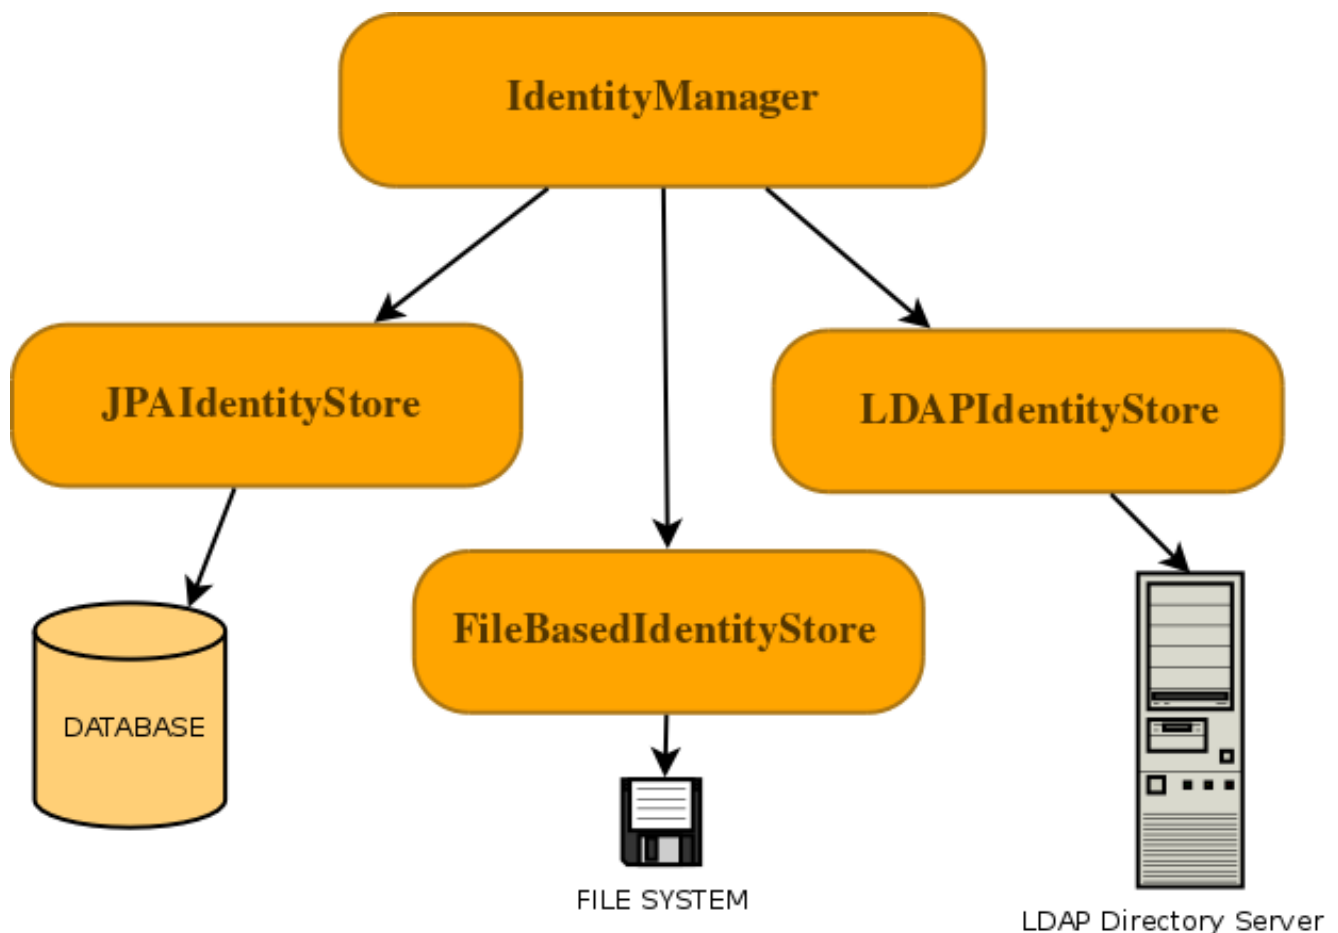 IdentityManager
JPAIdentityStore
LDAPIdentityStore
FileBasedIdentityStore
DATABASE
FILE SYSTEM
LDAP Directory Server